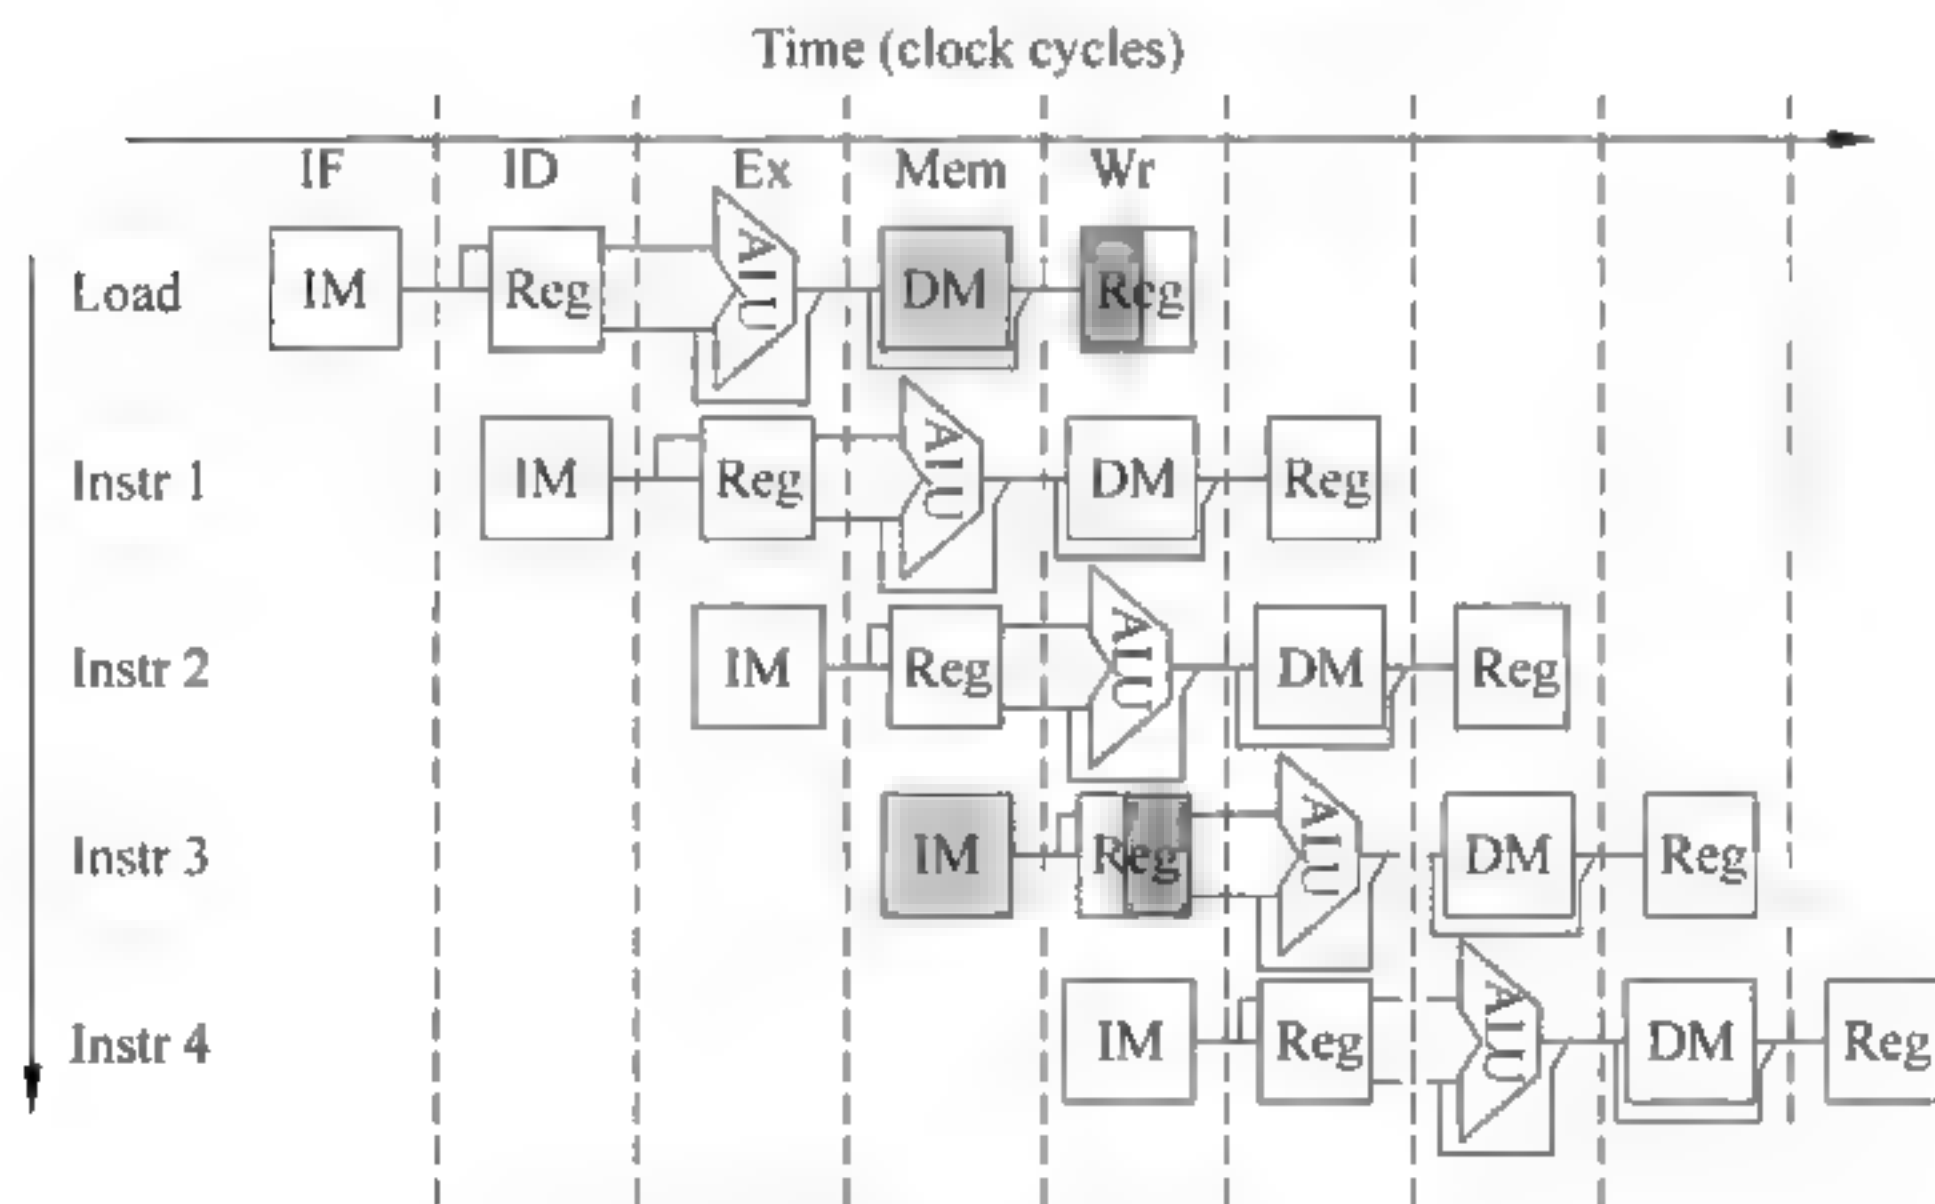 Time (clock cycles)
IF ID Ex Mem Wr
Load IM Reg ALU DM Reg
Instr 1 IM Reg ALU DM Reg
Instr 2 IM Reg ALU DM Reg
Instr 3 IM Reg ALU DM Reg
Instr 4 IM Reg ALU DM Reg